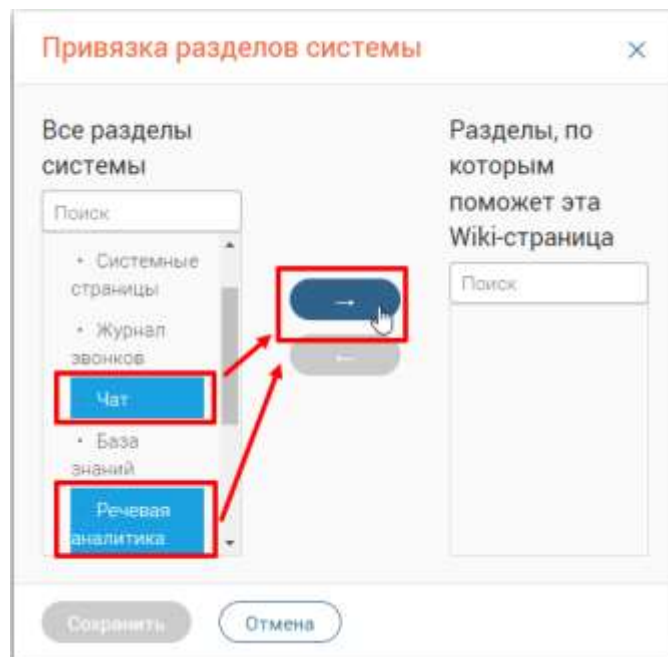 Привязка разделов системы
Все разделы
системы
Поиск
• Системные
страницы
• Журнал
звонков
Чат
• База
знаний
Речевая
аналитика
→
←
Разделы, по
которым
поможет эта
Wiki-страница
Поиск
Сохранить
Отмена